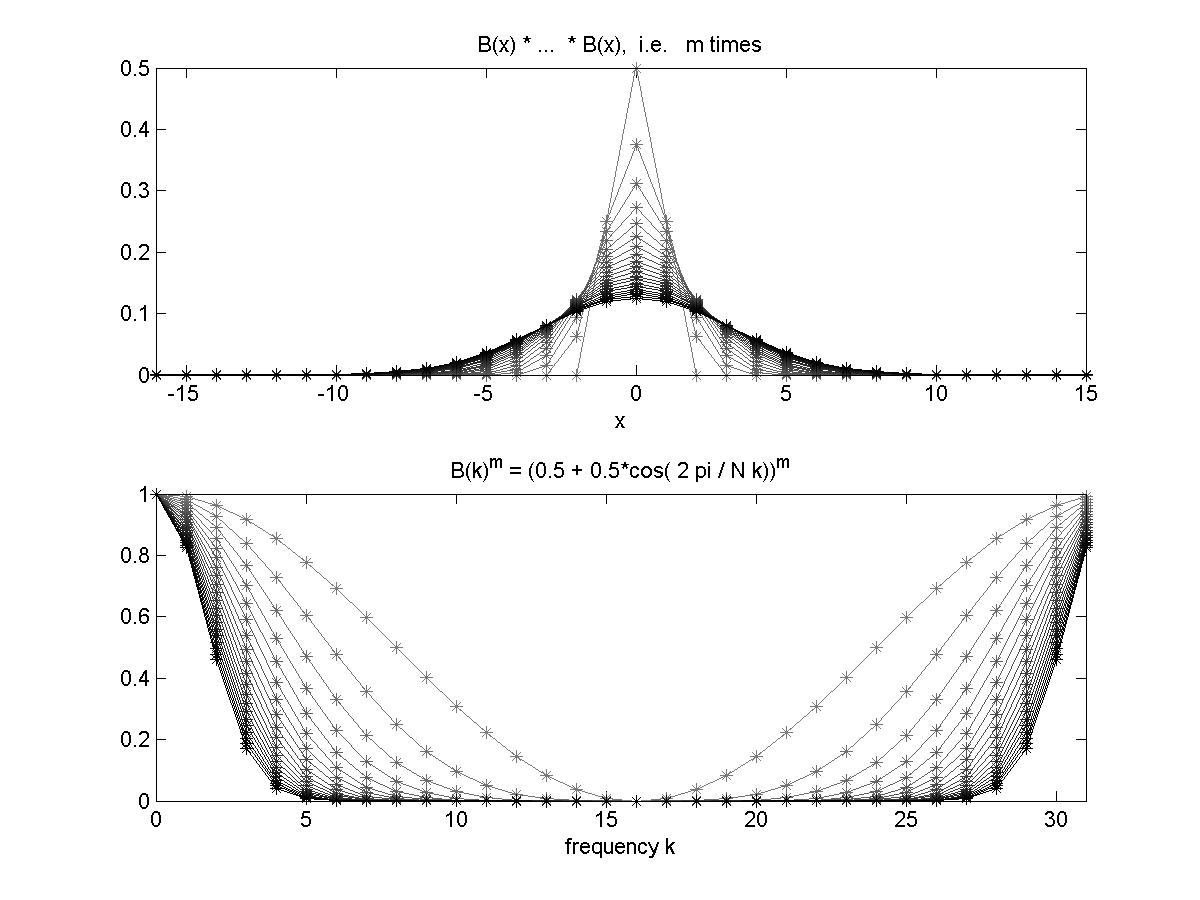 B(x) * ... * B(x), i.e. m times
0.5
0.4
0.3
0.2
0.1
0
-15 -10 -5 0 5 10 15
x
B(k)^m = (0.5 + 0.5*cos( 2 pi / N k))^m
1
0.8
0.6
0.4
0.2
0
0 5 10 15 20 25 30
frequency k